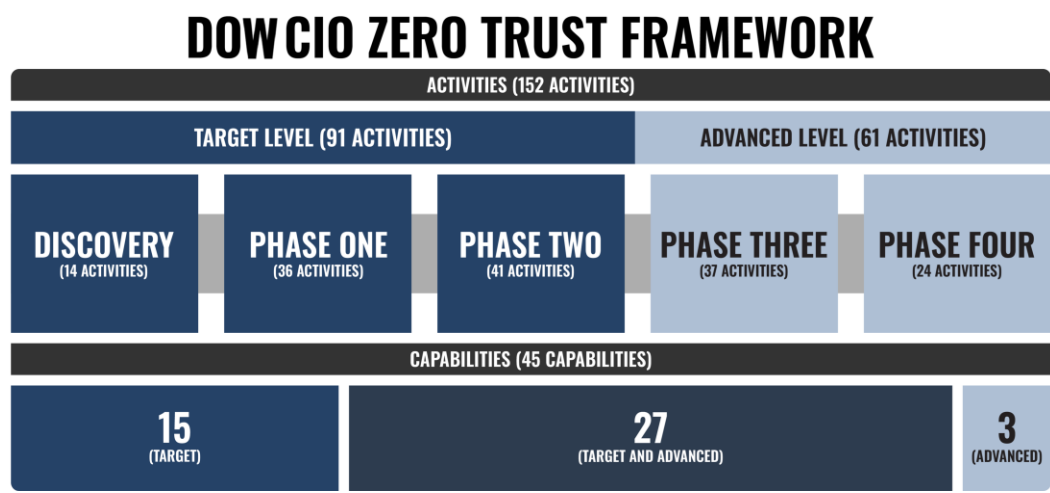 DOW CIO ZERO TRUST FRAMEWORK
ACTIVITIES (152 ACTIVITIES)
TARGET LEVEL (91 ACTIVITIES)
ADVANCED LEVEL (61 ACTIVITIES)
DISCOVERY
(14 ACTIVITIES)
PHASE ONE
(36 ACTIVITIES)
PHASE TWO
(41 ACTIVITIES)
PHASE THREE
(37 ACTIVITIES)
PHASE FOUR
(24 ACTIVITIES)
CAPABILITIES (45 CAPABILITIES)
15
(TARGET)
27
(TARGET AND ADVANCED)
3
(ADVANCED)